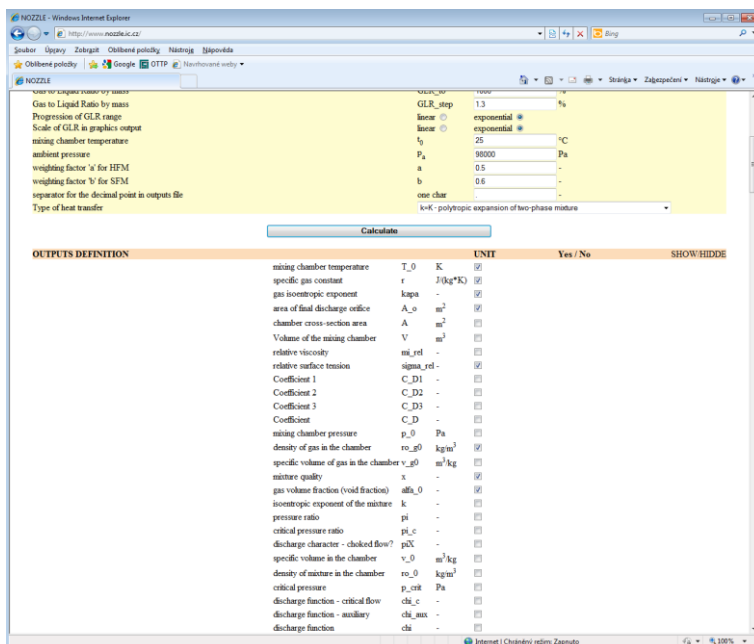 NOZZLE - Windows Internet Explorer
http://www.nozzle.ic.cz/ Bing
Soubor Úpravy Zobrazit Oblíbené položky Nástroje Nápověda
Oblíbené položky Google OTTP Navrhované weby
NOZZLE Stránka Zabezpečení Nástroje
Gas to Liquid Ratio by mass GLR_to 1000 %
Gas to Liquid Ratio by mass GLR_step 1.3 %
Progression of GLR range linear exponential
Scale of GLR in graphics output linear exponential
mixing chamber temperature t0 25 °C
ambient pressure Pa 98000 Pa
weighting factor 'a' for HFM a 0.5 -
weighting factor 'b' for SFM b 0.6 -
separator for the decimal point in outputs file one char . -
Type of heat transfer k=K - polytropic expansion of two-phase mixture
Calculate
OUTPUTS DEFINITION UNIT Yes / No SHOW/HIDDE
mixing chamber temperature T_0 K
specific gas constant r J/(kg*K)
gas isoentropic exponent kapa -
area of final discharge orifice A_o m2
chamber cross-section area A m2
Volume of the mixing chamber V m3
relative viscosity mi_rel -
relative surface tension sigma_rel -
Coefficient 1 C_D1 -
Coefficient 2 C_D2 -
Coefficient 3 C_D3 -
Coefficient C_D -
mixing chamber pressure p_0 Pa
density of gas in the chamber ro_g0 kg/m3
specific volume of gas in the chamber v_g0 m3/kg
mixture quality x -
gas volume fraction (void fraction) alfa_0 -
isoentropic exponent of the mixture k -
pressure ratio pi -
critical pressure ratio pi_c -
discharge character - choked flow? piX -
specific volume in the chamber v_0 m3/kg
density of mixture in the chamber ro_0 kg/m3
critical pressure p_crit Pa
discharge function - critical flow chi_c -
discharge function - auxiliary chi_aux -
discharge function chi -
Internet | Chráněný režim: Zapnuto 100%